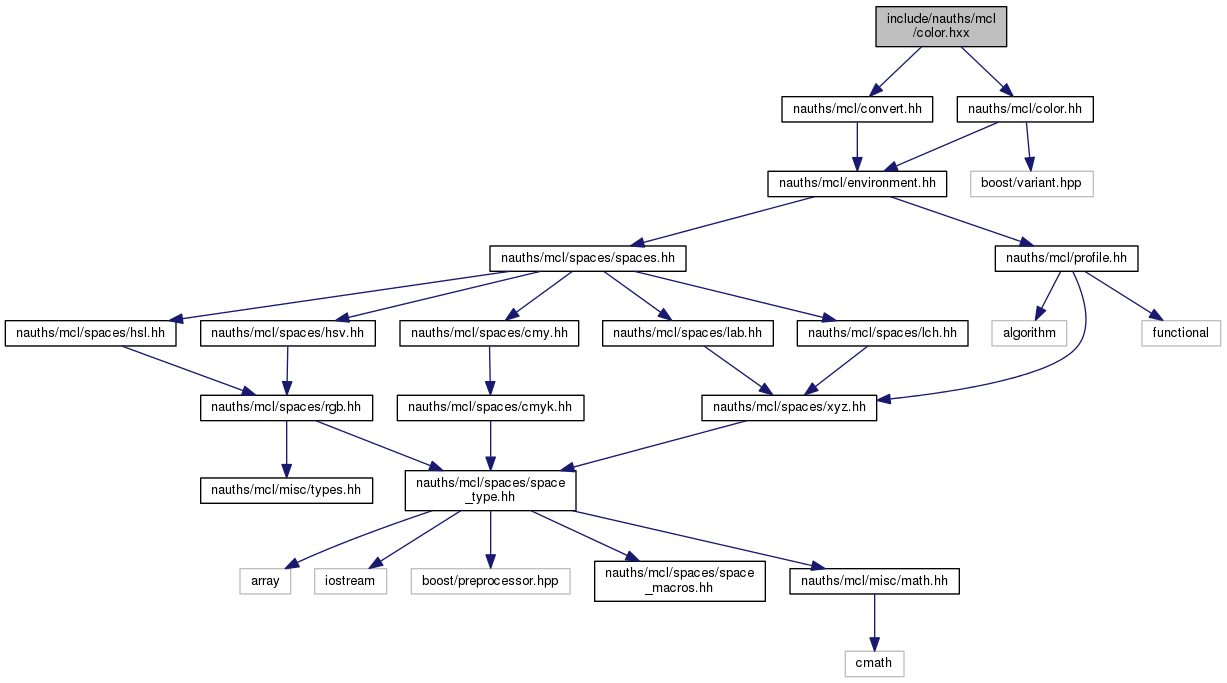 include/nauths/mcl
/color.hxx
nauths/mcl/convert.hh
nauths/mcl/color.hh
nauths/mcl/environment.hh
boost/variant.hpp
nauths/mcl/spaces/spaces.hh
nauths/mcl/profile.hh
nauths/mcl/spaces/hsl.hh
nauths/mcl/spaces/hsv.hh
nauths/mcl/spaces/cmy.hh
nauths/mcl/spaces/lab.hh
nauths/mcl/spaces/lch.hh
algorithm
functional
nauths/mcl/spaces/rgb.hh
nauths/mcl/spaces/cmyk.hh
nauths/mcl/spaces/xyz.hh
nauths/mcl/misc/types.hh
nauths/mcl/spaces/space
_type.hh
array
iostream
boost/preprocessor.hpp
nauths/mcl/spaces/space
_macros.hh
nauths/mcl/misc/math.hh
cmath